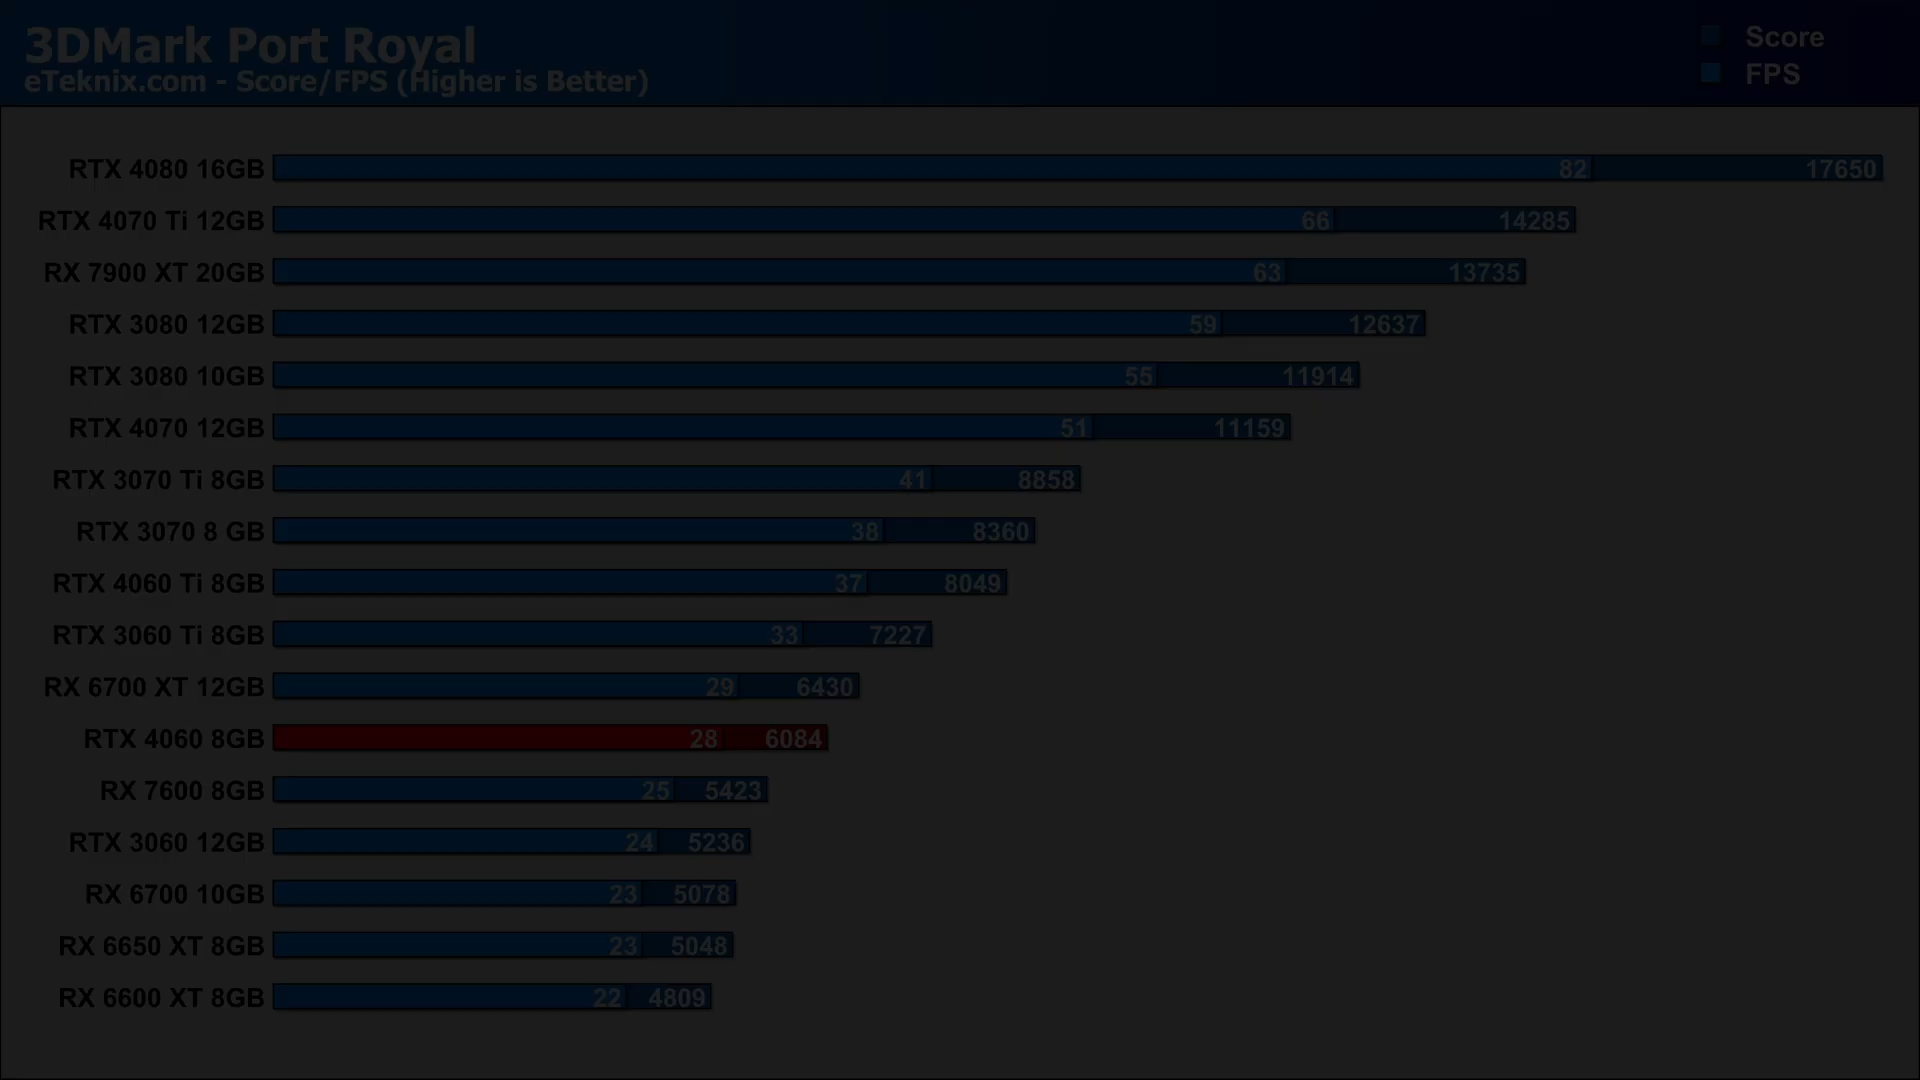 3DMark Port Royal
eTeknix.com - Score/FPS (Higher is Better)
Score
FPS
RTX 4080 16GB 82 17650
RTX 4070 Ti 12GB 66 14285
RX 7900 XT 20GB 63 13735
RTX 3080 12GB 59 12637
RTX 3080 10GB 55 11914
RTX 4070 12GB 51 11159
RTX 3070 Ti 8GB 41 8858
RTX 3070 8 GB 38 8360
RTX 4060 Ti 8GB 37 8049
RTX 3060 Ti 8GB 33 7227
RX 6700 XT 12GB 29 6430
RTX 4060 8GB 28 6084
RX 7600 8GB 25 5423
RTX 3060 12GB 24 5236
RX 6700 10GB 23 5078
RX 6650 XT 8GB 23 5048
RX 6600 XT 8GB 22 4809